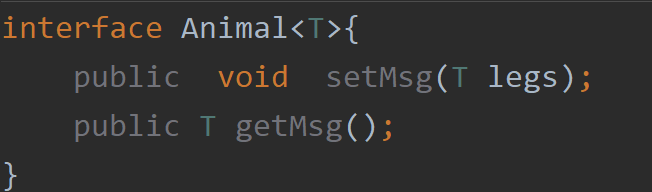 interface Animal<T>{
    public  void  setMsg(T legs);
    public T getMsg();
}